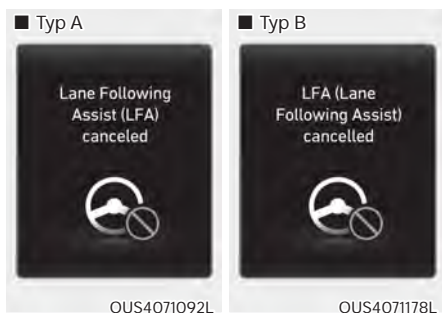 ■ Typ A
Lane Following
Assist (LFA)
canceled
OUS4071092L
■ Typ B
LFA (Lane
Following Assist)
cancelled
OUS4071178L